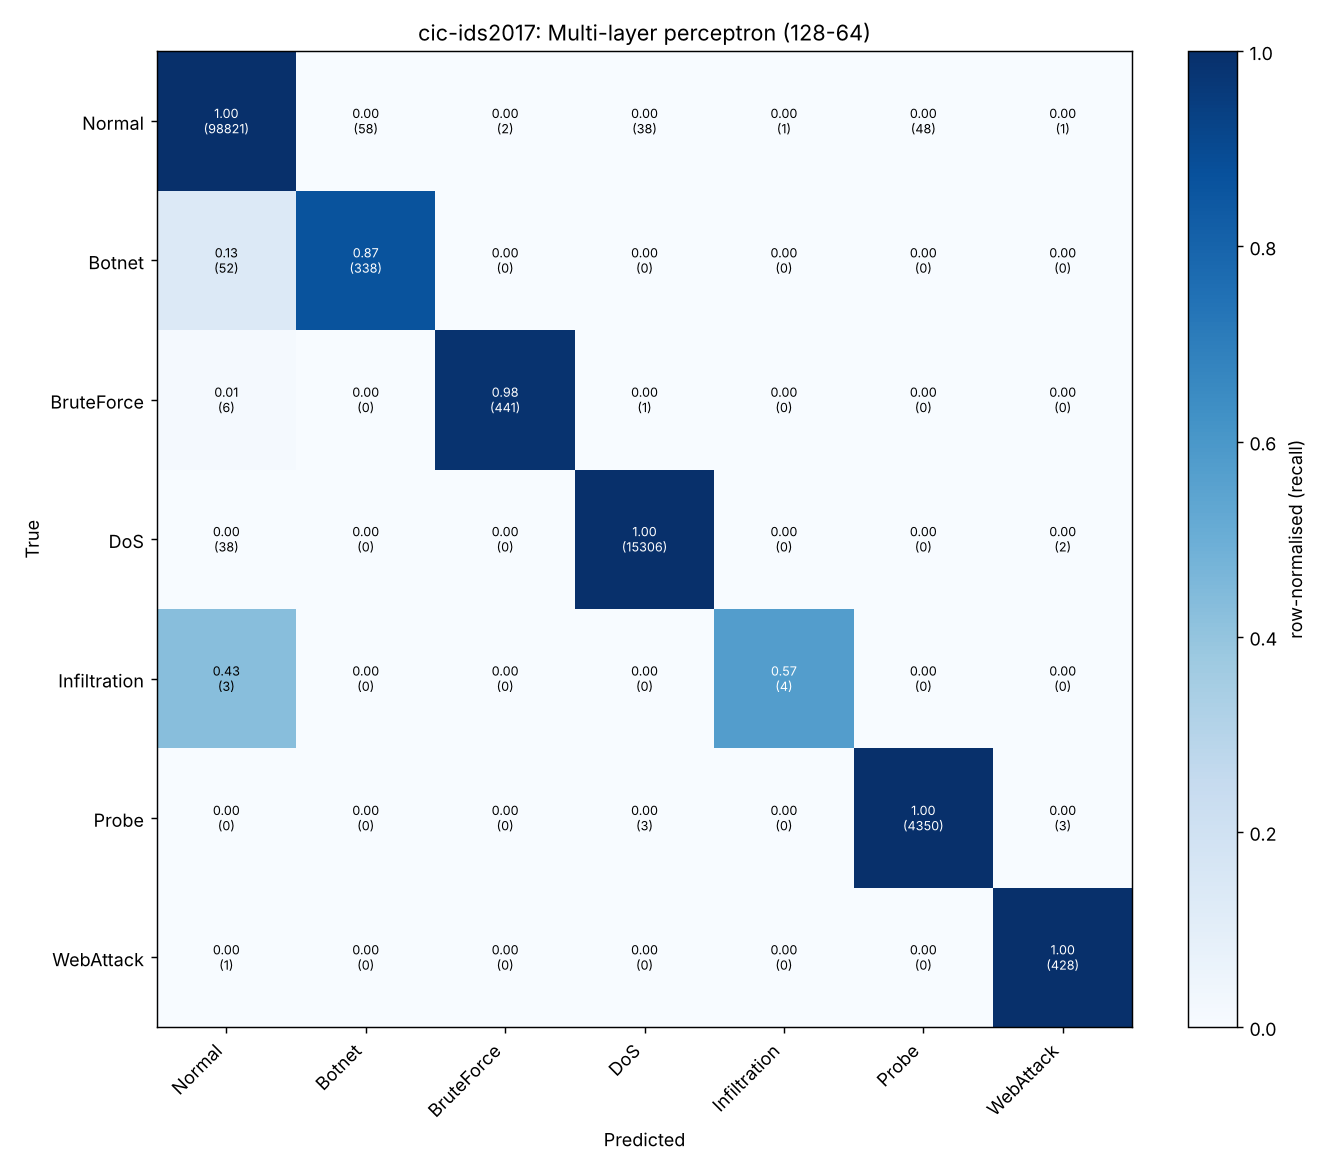 cic-ids2017: Multi-layer perceptron (128-64)
Normal
1.00 0.00 0.00 0.00 0.00 0.00 0.00
(98821) (58) (2) (38) (1) (48) (1)
Botnet
0.13 0.87 0.00 0.00 0.00 0.00 0.00
(52) (338) (0) (0) (0) (0) (0)
BruteForce
0.01 0.00 0.98 0.00 0.00 0.00 0.00
(6) (0) (441) (1) (0) (0) (0)
DoS
0.00 0.00 0.00 1.00 0.00 0.00 0.00
(38) (0) (0) (15306) (0) (0) (2)
Infiltration
0.43 0.00 0.00 0.00 0.57 0.00 0.00
(3) (0) (0) (0) (4) (0) (0)
Probe
0.00 0.00 0.00 0.00 0.00 1.00 0.00
(0) (0) (0) (3) (0) (4350) (3)
WebAttack
0.00 0.00 0.00 0.00 0.00 0.00 1.00
(1) (0) (0) (0) (0) (0) (428)
True
Normal Botnet BruteForce DoS Infiltration Probe WebAttack
Predicted
1.0
0.8
0.6
0.4
0.2
0.0
row-normalised (recall)